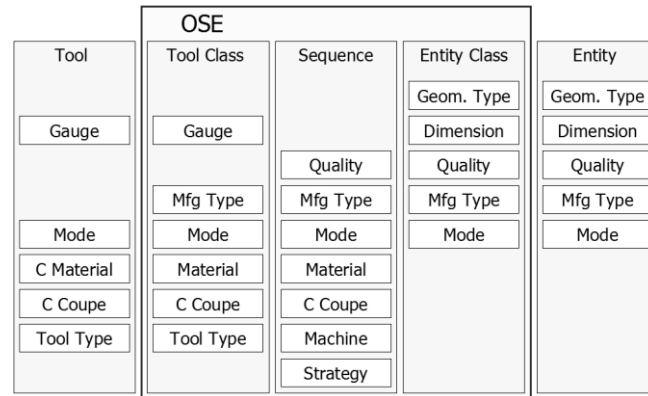 OSE
Tool
Tool Class
Sequence
Entity Class
Entity
Geom. Type
Geom. Type
Gauge
Gauge
Dimension
Dimension
Quality
Quality
Quality
Mfg Type
Mfg Type
Mfg Type
Mfg Type
Mode
Mode
Mode
Mode
Mode
C Material
Material
Material
C Coupe
C Coupe
C Coupe
Tool Type
Tool Type
Machine
Strategy